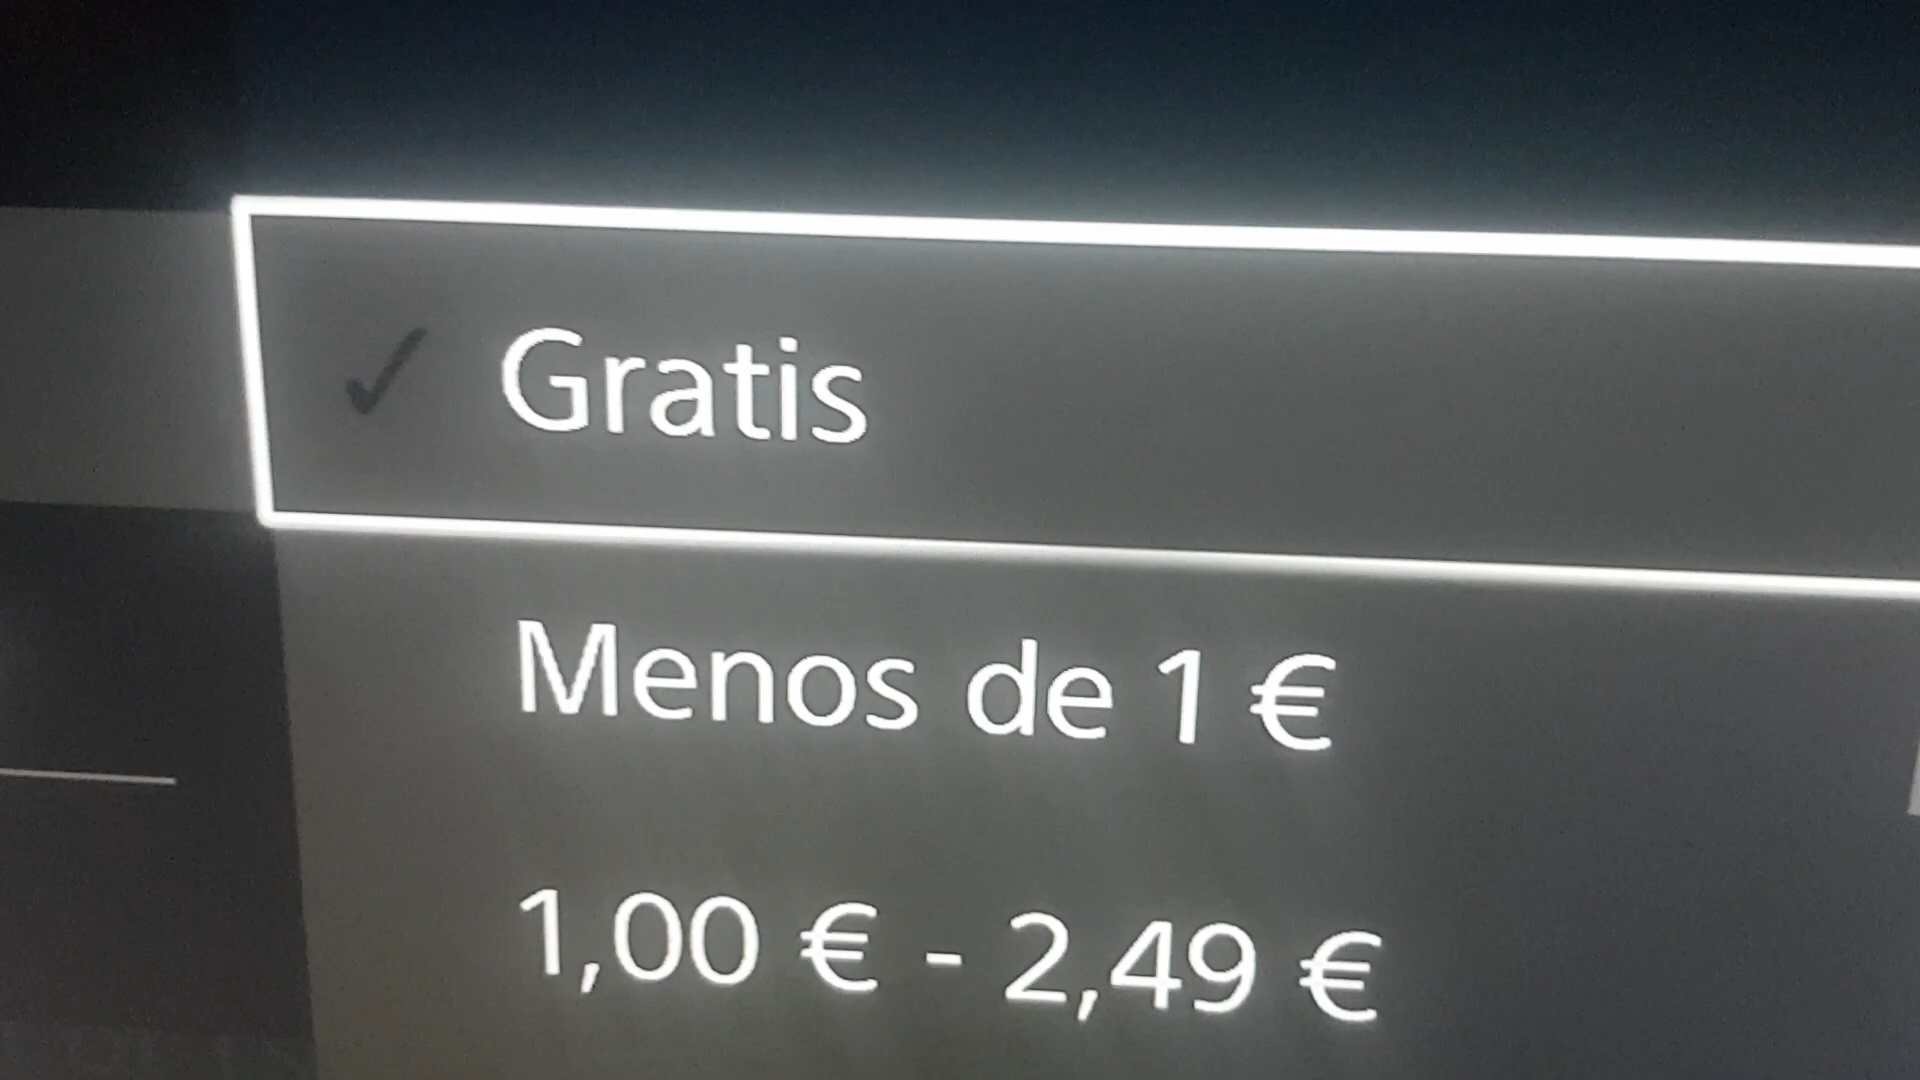 Gratis
Menos de 1 €
1,00 € - 2,49 €